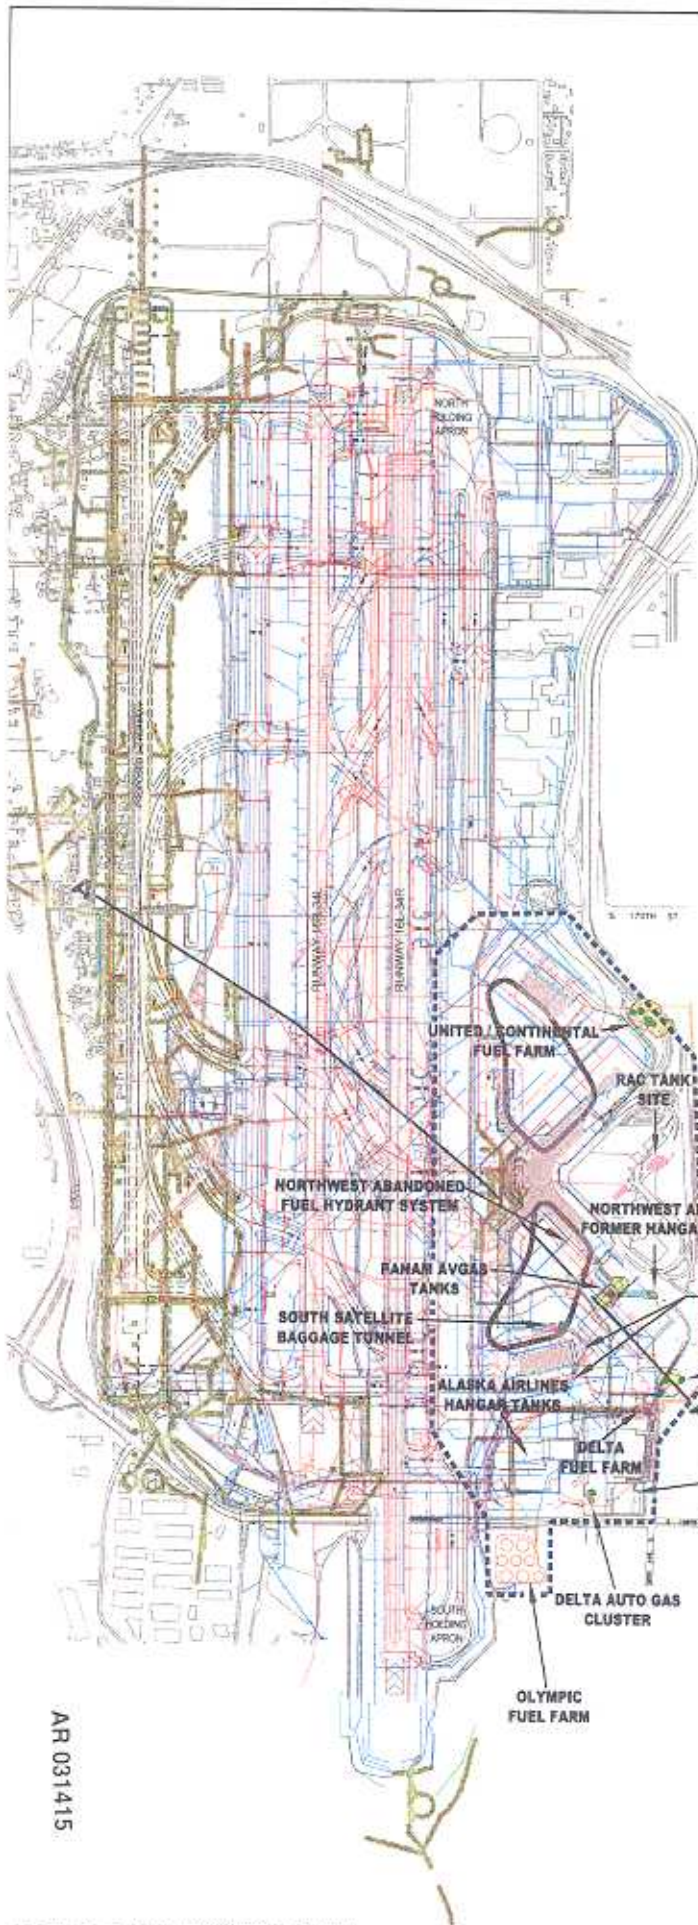 NORTH
HOLDING
APRON
RUNWAY 16R-34L
RUNWAY 16L-34R
A
S. 170TH ST
UNITED / CONTINENTAL
FUEL FARM
RAC TANK
SITE
NORTHWEST ABANDONED
FUEL HYDRANT SYSTEM
NORTHWEST
FORMER
PANAM AVGAS
TANKS
SOUTH SATELLITE
BAGGAGE TUNNEL
ALASKA AIRLINES
HANGAR TANKS
DELTA
FUEL FARM
DELTA AUTO GAS
CLUSTER
SOUTH
HOLDING
APRON
OLYMPIC
FUEL FARM
AR 031415